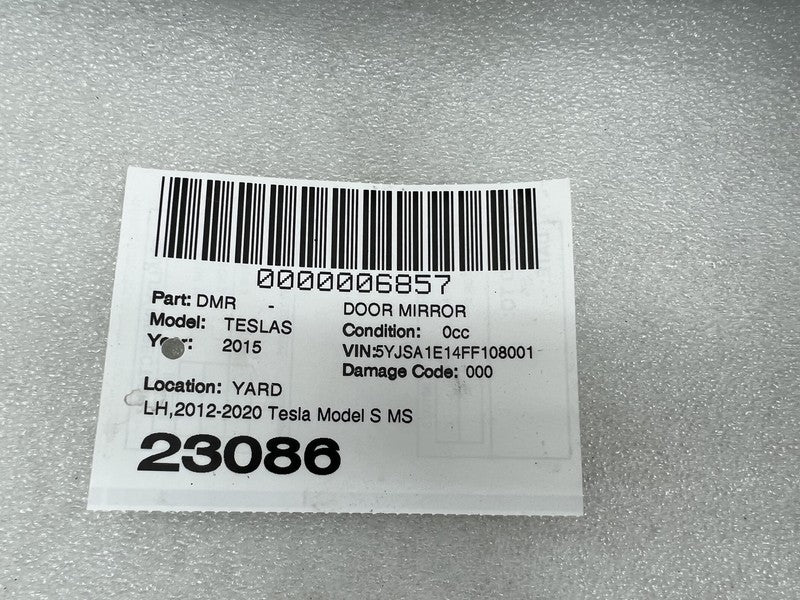 0000006857
Part: DMR - DOOR MIRROR
Model: TESLAS Condition: 0cc
Year: 2015 VIN:5YJSA1E14FF108001
Damage Code: 000
Location: YARD
LH,2012-2020 Tesla Model S MS
23086